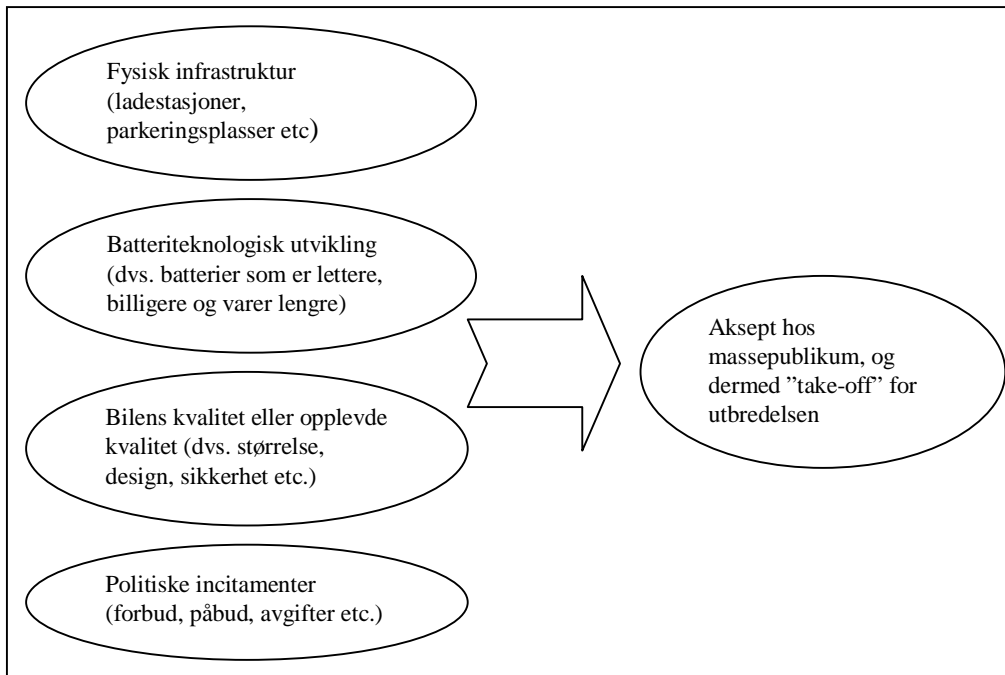 Fysisk infrastruktur
(ladestasjoner,
parkeringsplasser etc)
Batteriteknologisk utvikling
(dvs. batterier som er lettere,
billigere og varer lengre)
Bilens kvalitet eller opplevde
kvalitet (dvs. størrelse,
design, sikkerhet etc.)
Politiske incitamenter
(forbud, påbud, avgifter etc.)
Aksept hos
massepublikum, og
dermed ”take-off” for
utbredelsen